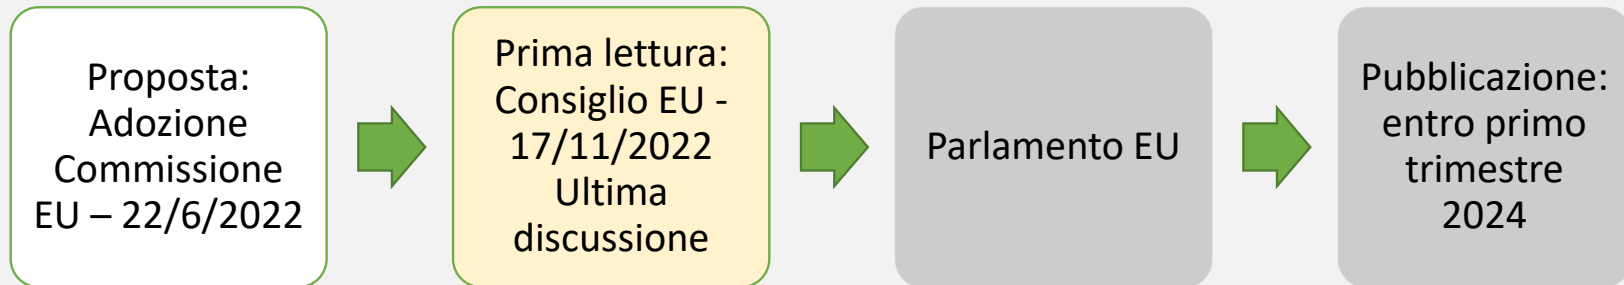 Proposta:
Adozione
Commissione
EU – 22/6/2022
Prima lettura:
Consiglio EU -
17/11/2022
Ultima
discussione
Parlamento EU
Pubblicazione:
entro primo
trimestre
2024